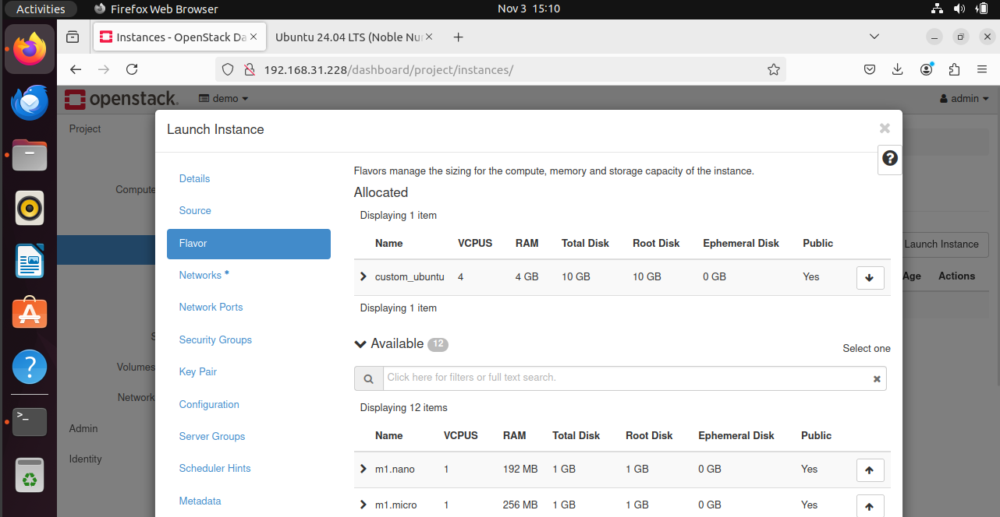 Activities Firefox Web Browser Nov 3 15:10
Instances - OpenStack Da Ubuntu 24.04 LTS (Noble Nu
192.168.31.228/dashboard/project/instances/
openstack. demo admin
Project
Launch Instance
Compute
Volumes
Network
Admin
Identity
Details
Source
Flavor
Networks *
Network Ports
Security Groups
Key Pair
Configuration
Server Groups
Scheduler Hints
Metadata
Flavors manage the sizing for the compute, memory and storage capacity of the instance.
Allocated
Displaying 1 item
Name VCPUS RAM Total Disk Root Disk Ephemeral Disk Public
custom_ubuntu 4 4 GB 10 GB 10 GB 0 GB Yes
Displaying 1 item
Available 12
Select one
Click here for filters or full text search.
Displaying 12 items
Name VCPUS RAM Total Disk Root Disk Ephemeral Disk Public
m1.nano 1 192 MB 1 GB 1 GB 0 GB Yes
m1.micro 1 256 MB 1 GB 1 GB 0 GB Yes
Launch Instance
Age Actions